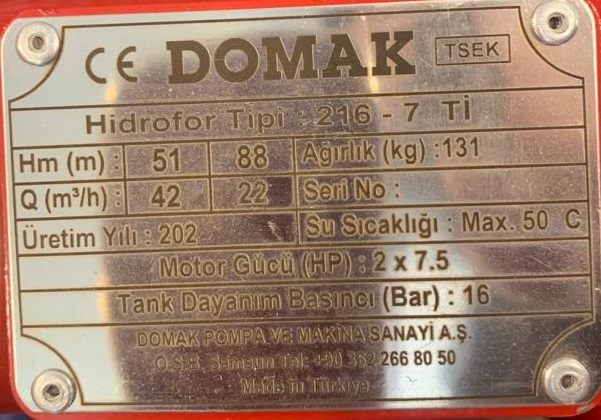 CE DOMAK TSEK
Hidrofor Tipi : 216 - 7 Tİ
Hm (m) : 51 88 Ağırlık (kg) :131
Q (m³/h) : 42 22 Seri No :
Üretim Yılı : 202 Su Sıcaklığı : Max. 50 C
Motor Gücü (HP) : 2 x 7.5
Tank Dayanım Basıncı (Bar) : 16
DOMAK POMPA VE MAKİNA SANAYİ A.Ş.
O.S.B. Samsun Tel: +90 362 266 80 50
Made in Türkiye